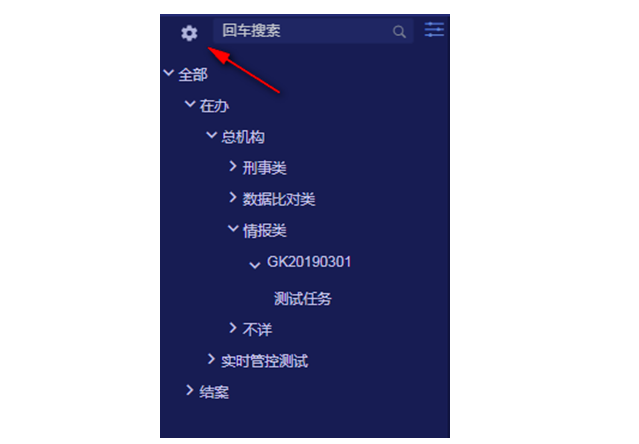 回车搜索
全部
在办
总机构
刑事类
数据比对类
情报类
GK20190301
测试任务
不详
实时管控测试
结案